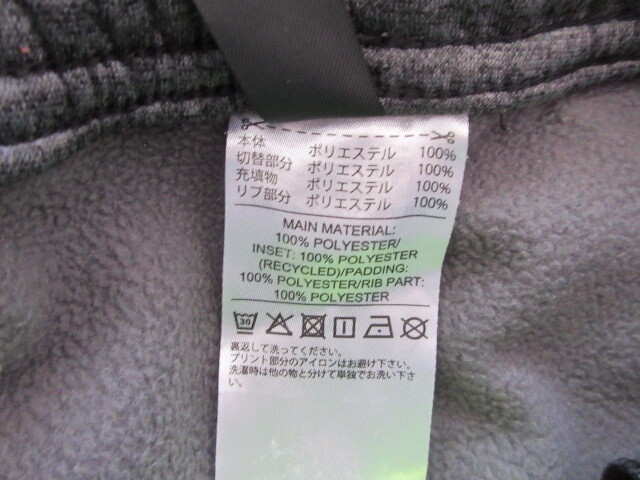 本体 ポリエステル 100%
切替部分 ポリエステル 100%
充填物 ポリエステル 100%
リブ部分 ポリエステル 100%
MAIN MATERIAL:
100% POLYESTER/
INSET: 100% POLYESTER
(RECYCLED)/PADDING:
100% POLYESTER/RIB PART:
100% POLYESTER
30
裏返して洗ってください。
プリント部分のアイロンはお避け下さい。
洗濯時は他の物と分けて単独でお洗い下さ
い。